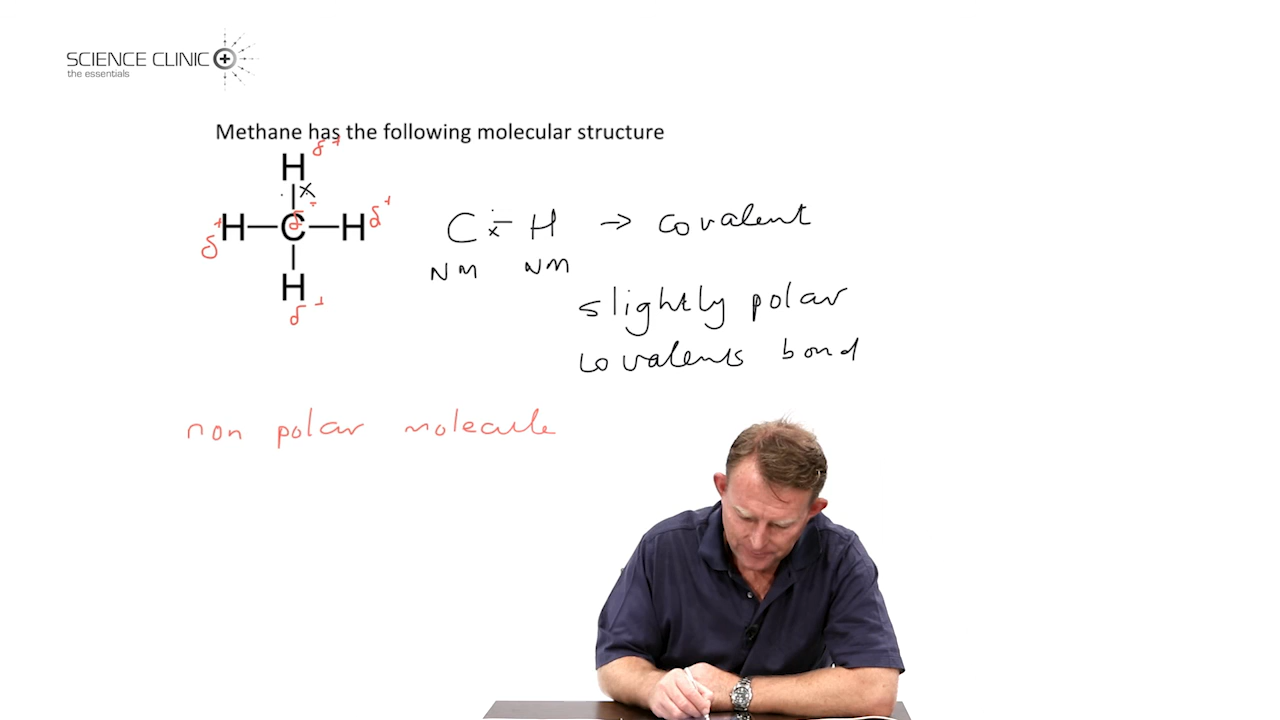 SCIENCE CLINIC
the essentials
Methane has the following molecular structure
H δ+
x
δ+ H C δ- H δ+
H
δ+
C - H → covalent
x
NM NM
slightly polar
covalents bond
non polar molecule